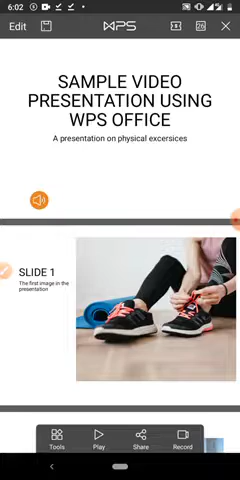 6:02
Edit
WPS
26
SAMPLE VIDEO
PRESENTATION USING
WPS OFFICE
A presentation on physical excersices
SLIDE 1
The first image in the
presentation
Tools
Play
Share
Record